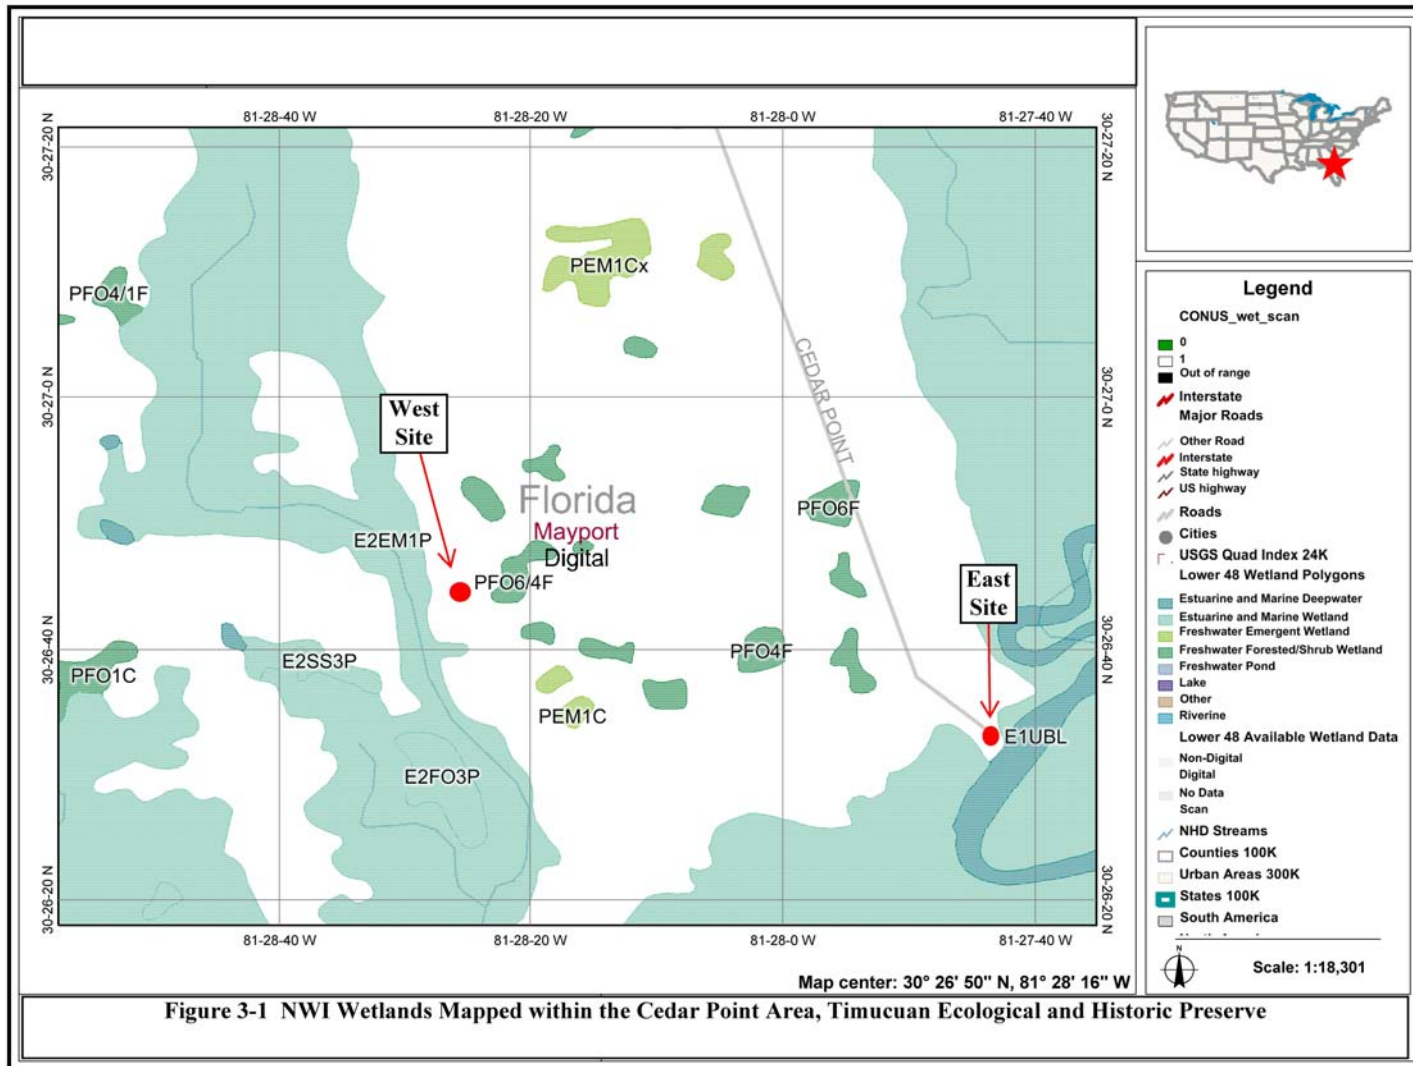 81-28-40 W
81-28-20 W
81-28-0 W
81-27-40 W
30-27-20 N
30-27-20 N
PEM1Cx
PFO4/1F
CEDAR POINT
30-27-0 N
30-27-0 N
West
Site
Florida
Mayport
Digital
PFO6F
E2EM1P
PFO6/4F
East
Site
30-26-40 N
30-26-40 N
PFO4F
E2SS3P
PFO1C
PEM1C
E1UBL
E2FO3P
30-26-20 N
30-26-20 N
81-28-40 W
81-28-20 W
81-28-0 W
81-27-40 W
Map center: 30° 26' 50" N, 81° 28' 16" W
Legend
CONUS_wet_scan
0
1
Out of range
Interstate
Major Roads
Other Road
Interstate
State highway
US highway
Roads
Cities
USGS Quad Index 24K
Lower 48 Wetland Polygons
Estuarine and Marine Deepwater
Estuarine and Marine Wetland
Freshwater Emergent Wetland
Freshwater Forested/Shrub Wetland
Freshwater Pond
Lake
Other
Riverine
Lower 48 Available Wetland Data
Non-Digital
Digital
No Data
Scan
NHD Streams
Counties 100K
Urban Areas 300K
States 100K
South America
N
Scale: 1:18,301
Figure 3-1 NWI Wetlands Mapped within the Cedar Point Area, Timucuan Ecological and Historic Preserve